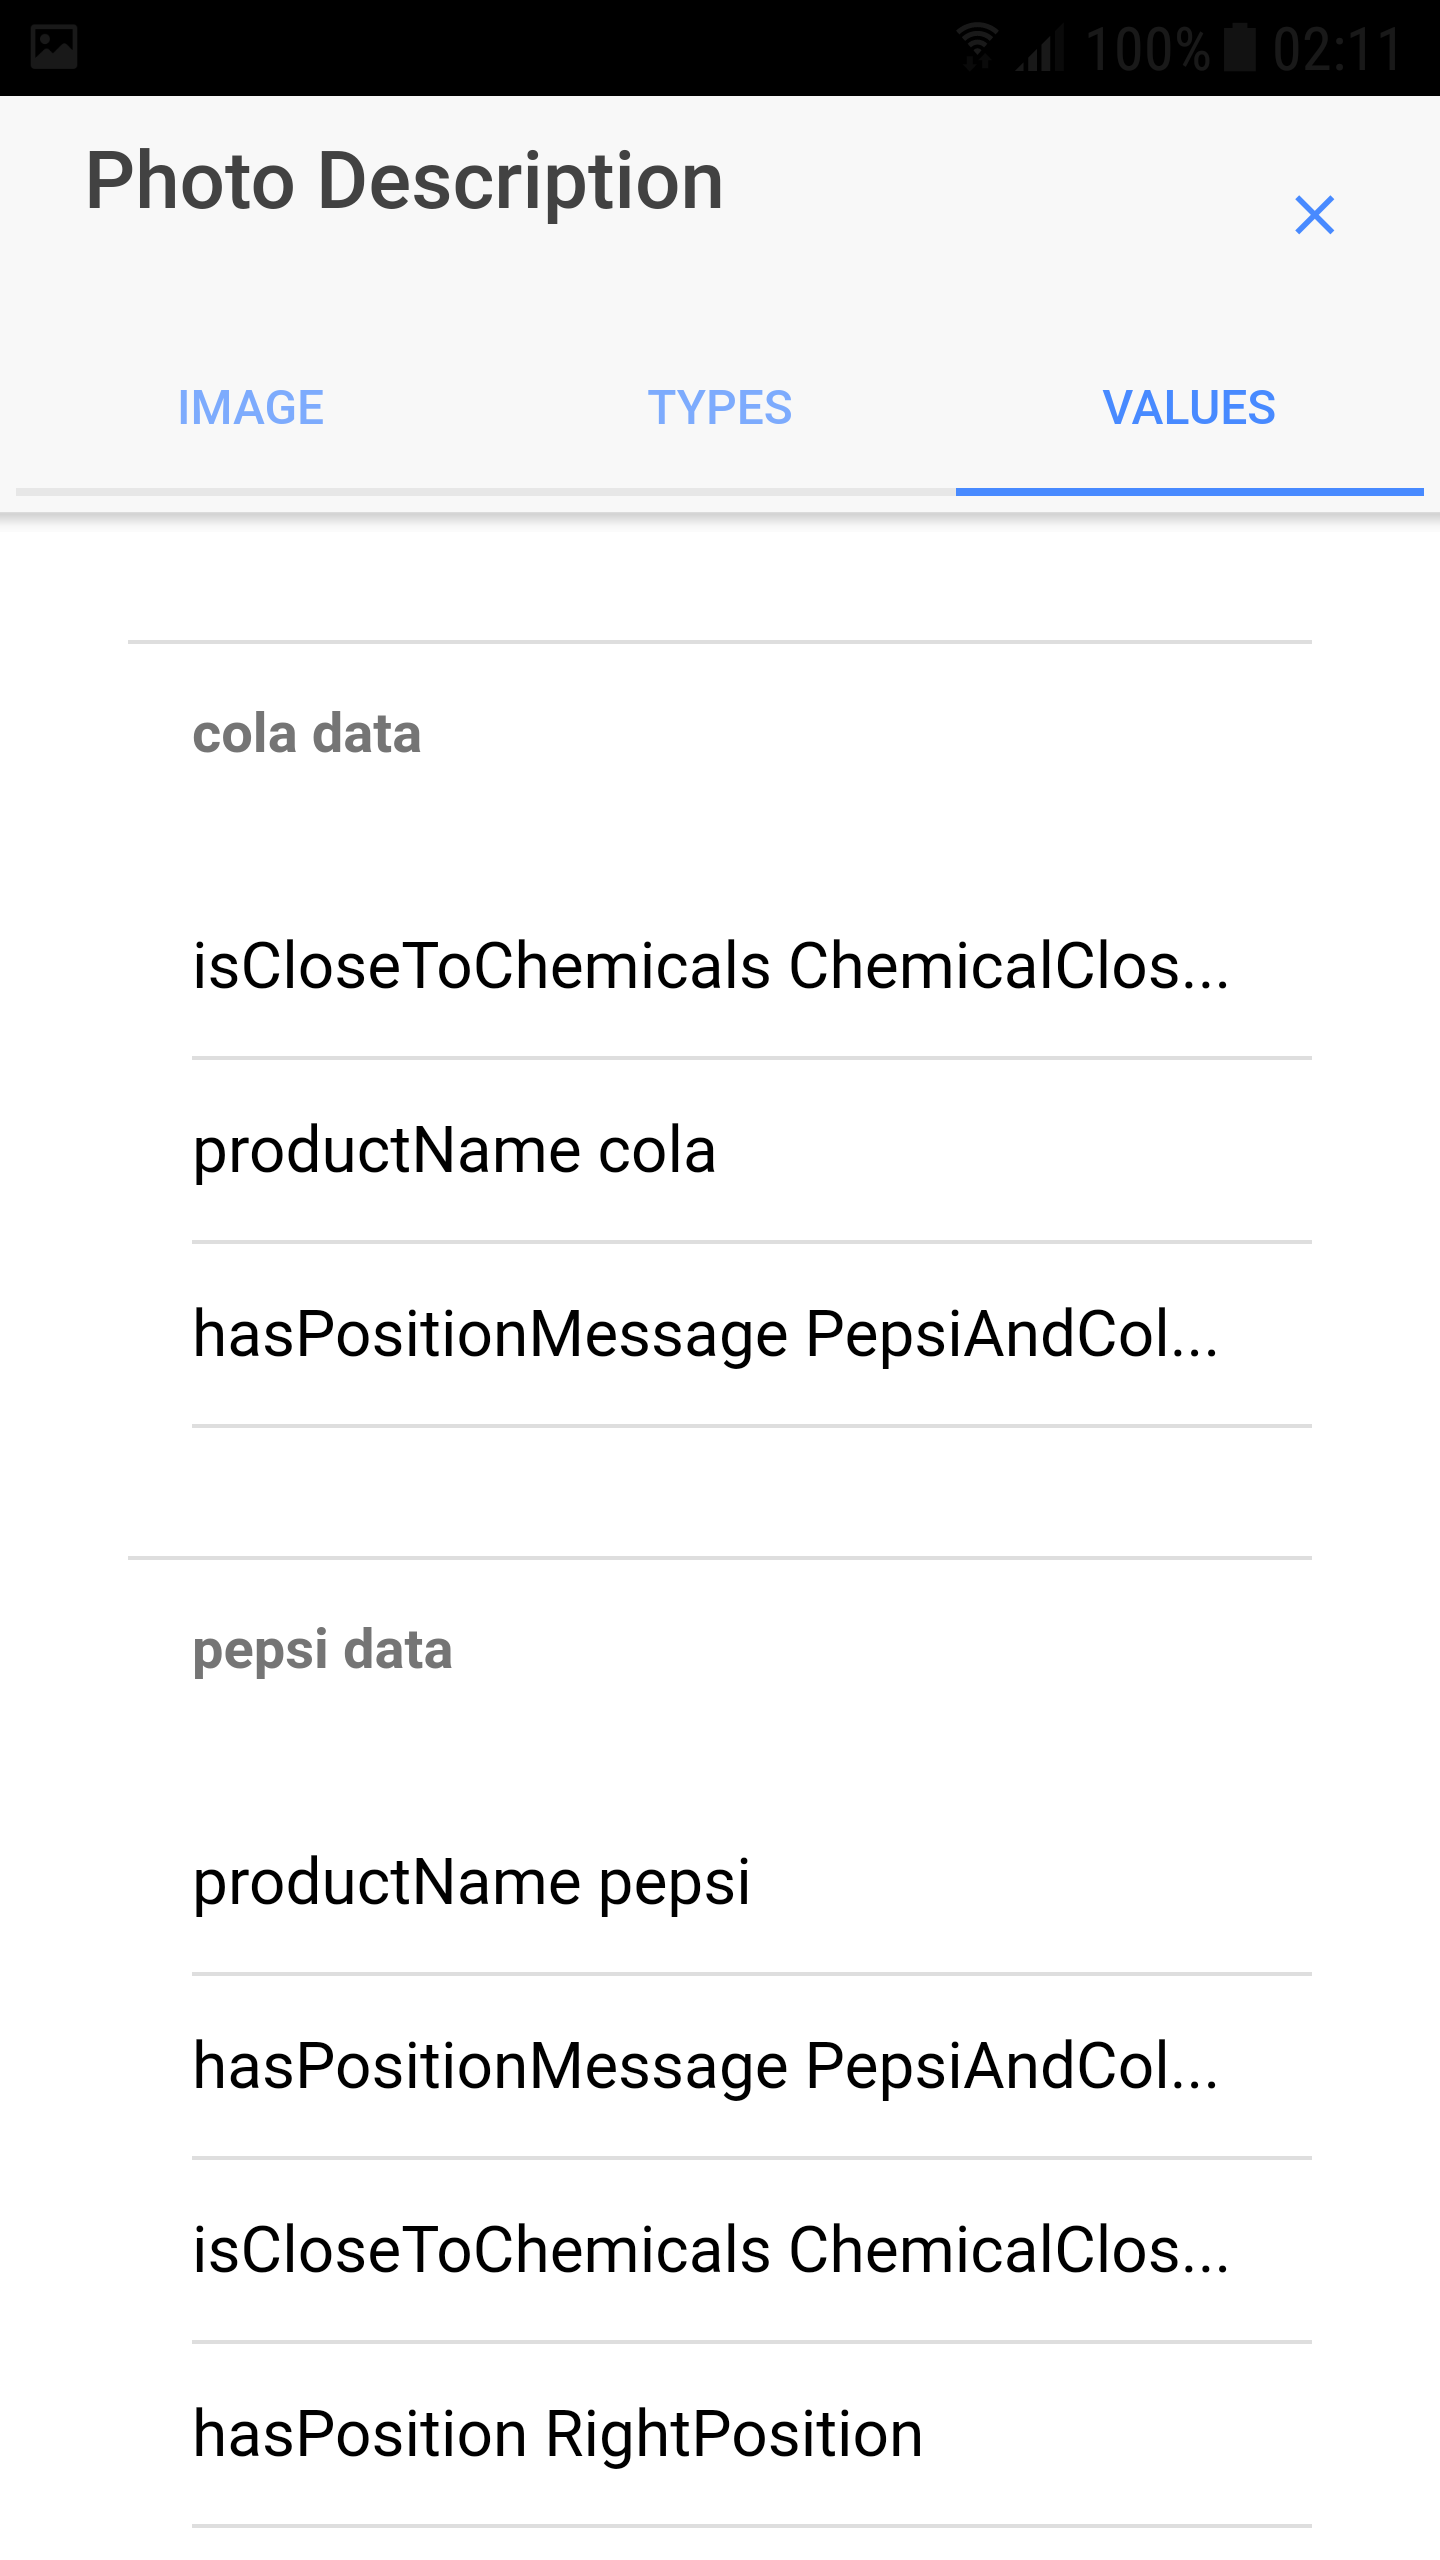 100% 02:11
Photo Description
IMAGE TYPES VALUES
cola data
isCloseToChemicals ChemicalClos...
productName cola
hasPositionMessage PepsiAndCol...
pepsi data
productName pepsi
hasPositionMessage PepsiAndCol...
isCloseToChemicals ChemicalClos...
hasPosition RightPosition